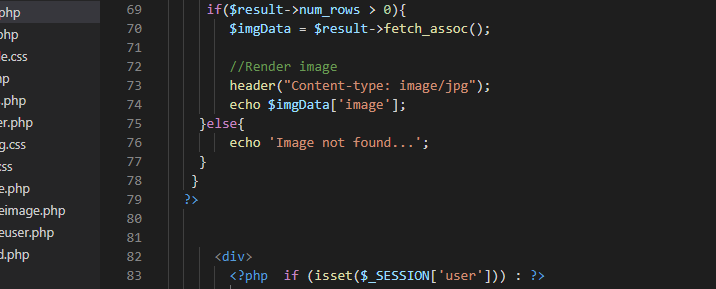 php
php
le.css
np
s.php
er.php
g.css
css
e.php
eimage.php
euser.php
d.php
69 if($result->num_rows > 0){
70 $imgData = $result->fetch_assoc();
71
72 //Render image
73 header("Content-type: image/jpg");
74 echo $imgData['image'];
75 }else{
76 echo 'Image not found...';
77 }
78 }
79 ?>
80
81
82 <div>
83 <?php if (isset($_SESSION['user'])) : ?>